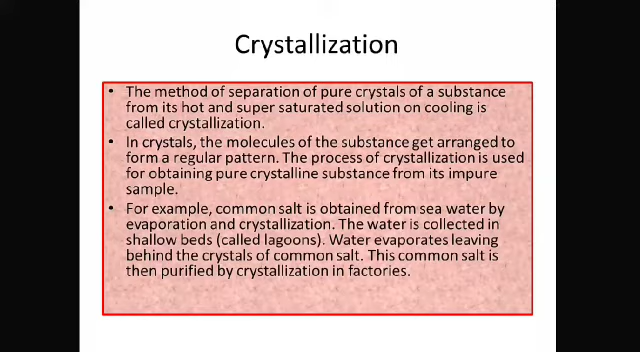 Crystallization
• The method of separation of pure crystals of a substance
from its hot and super saturated solution on cooling is
called crystallization.
• In crystals, the molecules of the substance get arranged to
form a regular pattern. The process of crystallization is used
for obtaining pure crystalline substance from its impure
sample.
• For example, common salt is obtained from sea water by
evaporation and crystallization. The water is collected in
shallow beds (called lagoons). Water evaporates leaving
behind the crystals of common salt. This common salt is
then purified by crystallization in factories.